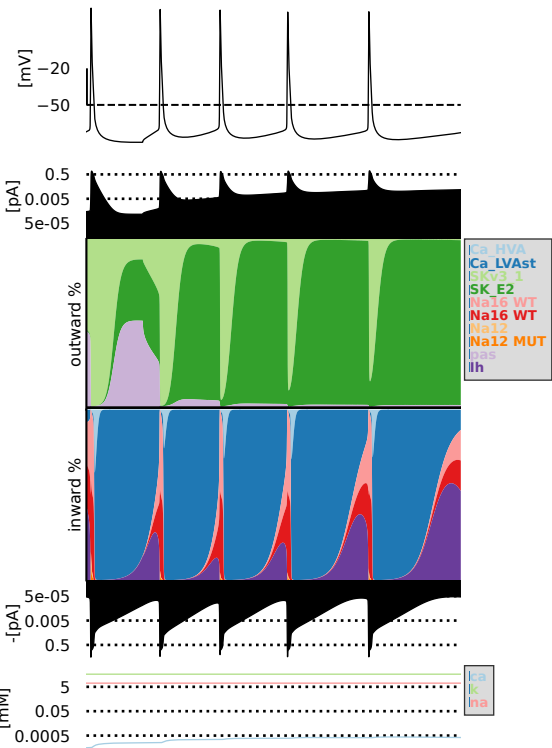 [mV]
−20
−50
[pA]
0.5
0.005
5e-05
outward %
Ca_HVA
Ca_LVAst
SKv3_1
SK_E2
Na16 WT
Na16 WT
Na12
Na12 MUT
pas
Ih
inward %
-[pA]
5e-05
0.005
0.5
[mM]
5
0.05
0.0005
ca
k
na